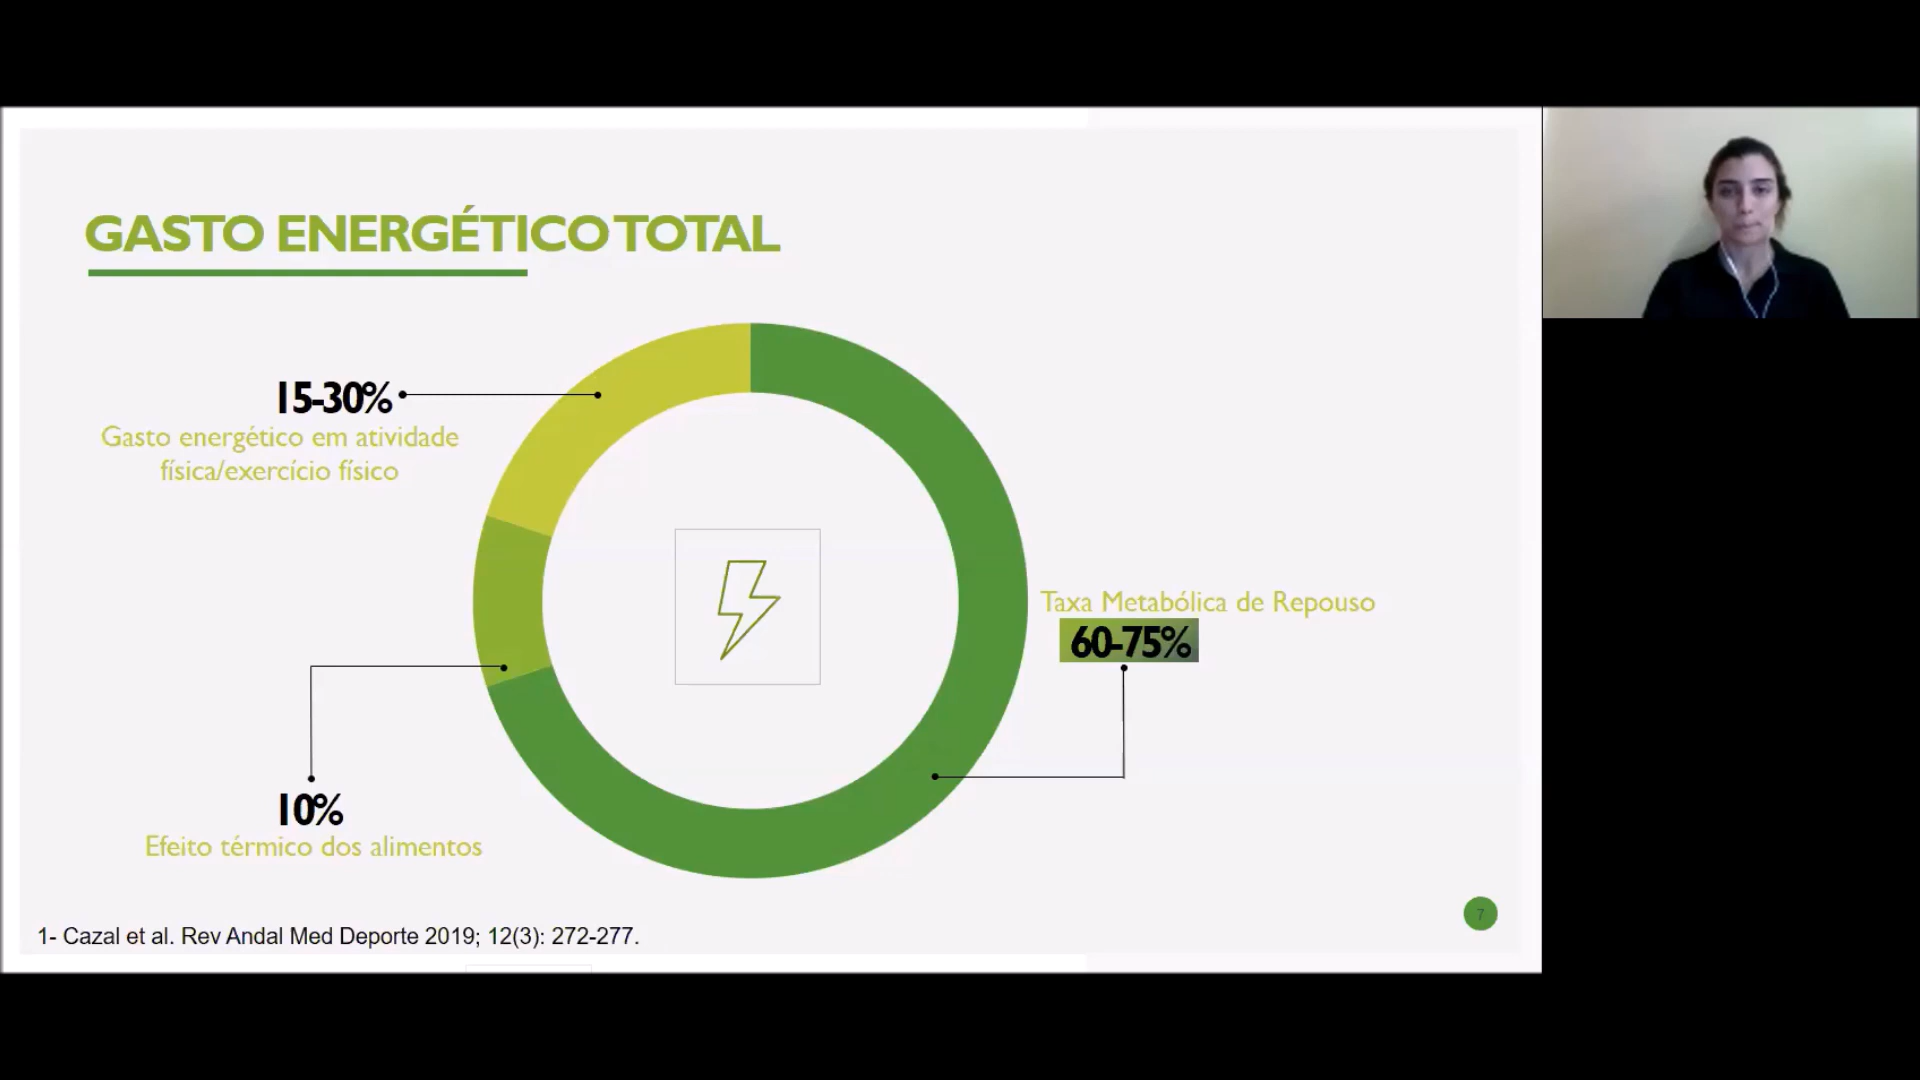 GASTO ENERGÉTICO TOTAL
15-30%
Gasto energético em atividade
física/exercício físico
Taxa Metabólica de Repouso
60-75%
10%
Efeito térmico dos alimentos
7
1- Cazal et al. Rev Andal Med Deporte 2019; 12(3): 272-277.